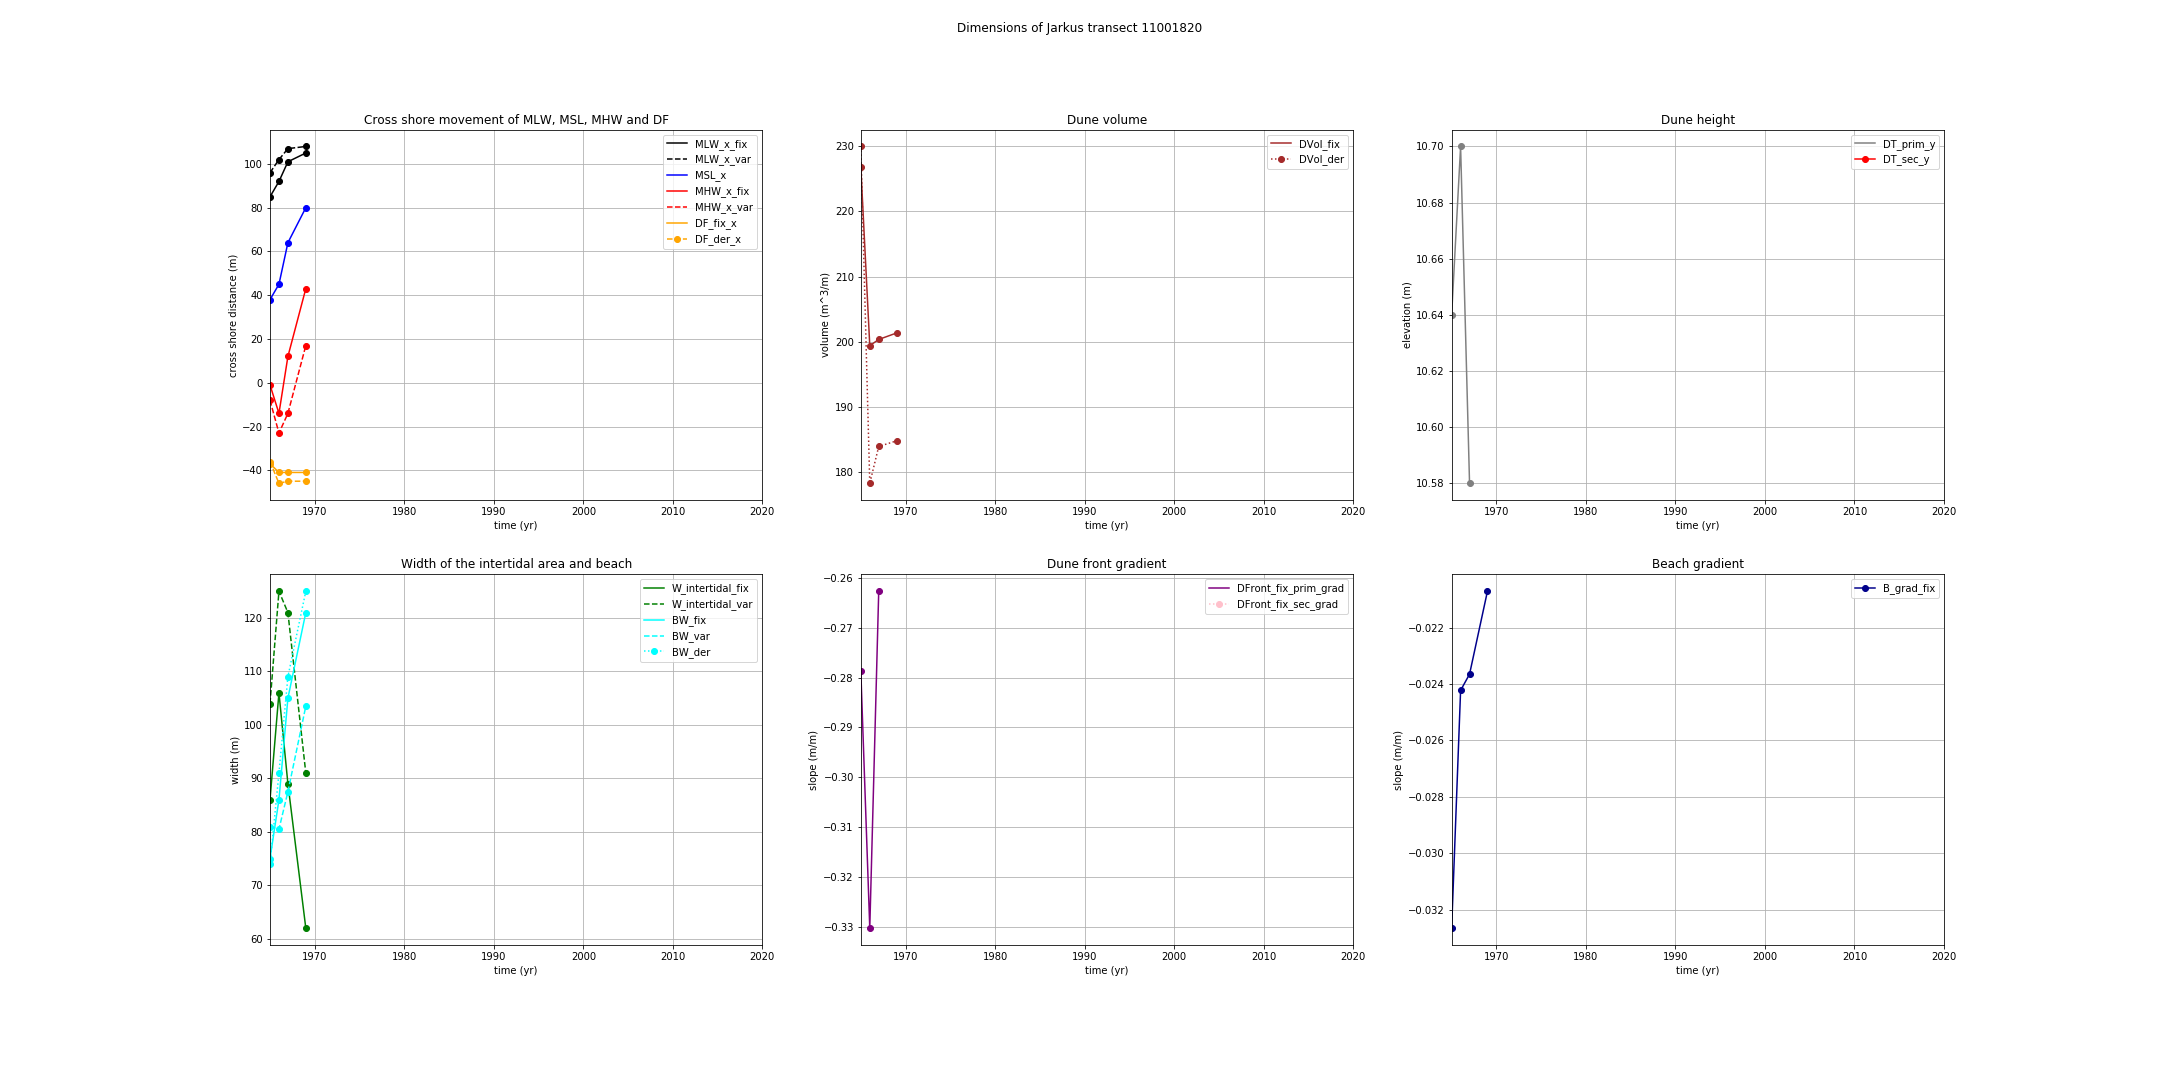 Dimensions of Jarkus transect 11001820
Cross shore movement of MLW, MSL, MHW and DF
100
80
60
40
20
0
−20
−40
cross shore distance (m)
MLW_x_fix
MLW_x_var
MSL_x
MHW_x_fix
MHW_x_var
DF_fix_x
DF_der_x
1970 1980 1990 2000 2010 2020
time (yr)
Dune volume
230
220
210
200
190
180
volume (m^3/m)
DVol_fix
DVol_der
1970 1980 1990 2000 2010 2020
time (yr)
Dune height
10.70
10.68
10.66
10.64
10.62
10.60
10.58
elevation (m)
DT_prim_y
DT_sec_y
1970 1980 1990 2000 2010 2020
time (yr)
Width of the intertidal area and beach
120
110
100
90
80
70
60
width (m)
W_intertidal_fix
W_intertidal_var
BW_fix
BW_var
BW_der
1970 1980 1990 2000 2010 2020
time (yr)
Dune front gradient
−0.26
−0.27
−0.28
−0.29
−0.30
−0.31
−0.32
−0.33
slope (m/m)
DFront_fix_prim_grad
DFront_fix_sec_grad
1970 1980 1990 2000 2010 2020
time (yr)
Beach gradient
−0.022
−0.024
−0.026
−0.028
−0.030
−0.032
slope (m/m)
B_grad_fix
1970 1980 1990 2000 2010 2020
time (yr)